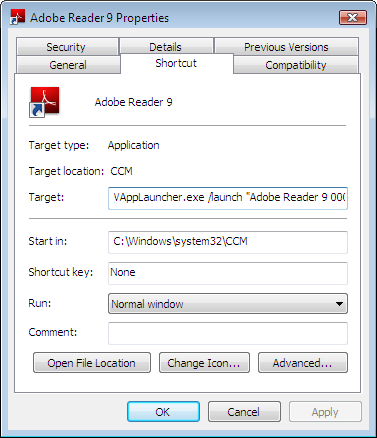 Adobe Reader 9 Properties
Security Details Previous Versions
General Shortcut Compatibility
Adobe Reader 9
Target type: Application
Target location: CCM
Target: \VAppLauncher.exe /launch "Adobe Reader 9 000
Start in: C:\Windows\system32\CCM
Shortcut key: None
Run: Normal window
Comment:
Open File Location Change Icon... Advanced...
OK Cancel Apply